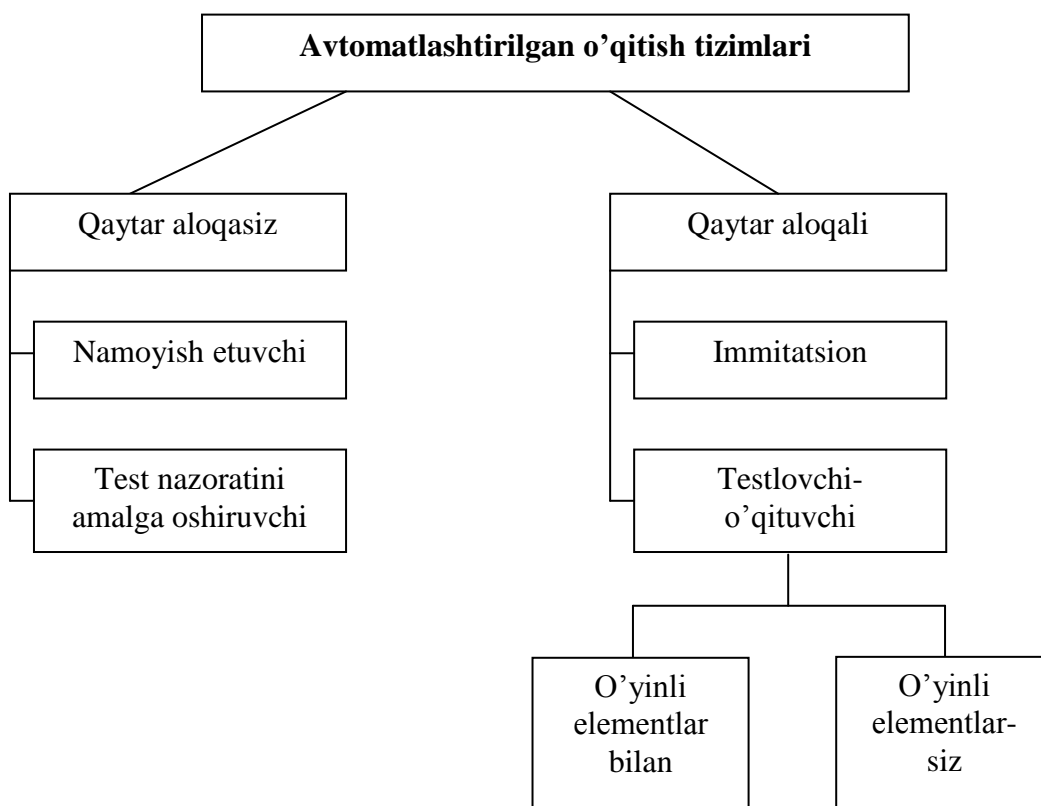 Avtomatlashtirilgan o’qitish tizimlari
Qaytar aloqasiz
Qaytar aloqali
Namoyish etuvchi
Immitatsion
Test nazoratini
amalga oshiruvchi
Testlovchi-
o’qituvchi
O’yinli
elementlar
bilan
O’yinli
elementlar-
siz